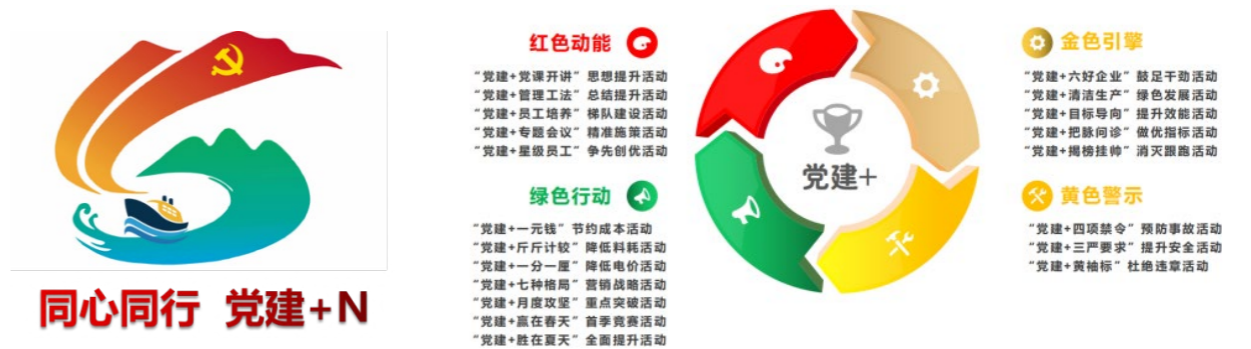 同心同行 党建+N
红色动能
“党建+党课开讲”思想提升活动
“党建+管理工法”总结提升活动
“党建+员工培养”梯队建设活动
“党建+专题会议”精准施策活动
“党建+星级员工”争先创优活动
绿色行动
“党建+一元钱”节约成本活动
“党建+斤斤计较”降低料耗活动
“党建+一分一厘”降低电价活动
“党建+七种格局”营销战略活动
“党建+月度攻坚”重点突破活动
“党建+赢在春天”首季竞赛活动
“党建+胜在夏天”全面提升活动
党建+
金色引擎
“党建+六好企业”鼓足干劲活动
“党建+清洁生产”绿色发展活动
“党建+目标导向”提升效能活动
“党建+把脉问诊”做优指标活动
“党建+揭榜挂帅”消灭跟跑活动
黄色警示
“党建+四项禁令”预防事故活动
“党建+三严要求”提升安全活动
“党建+黄袖标”杜绝违章活动